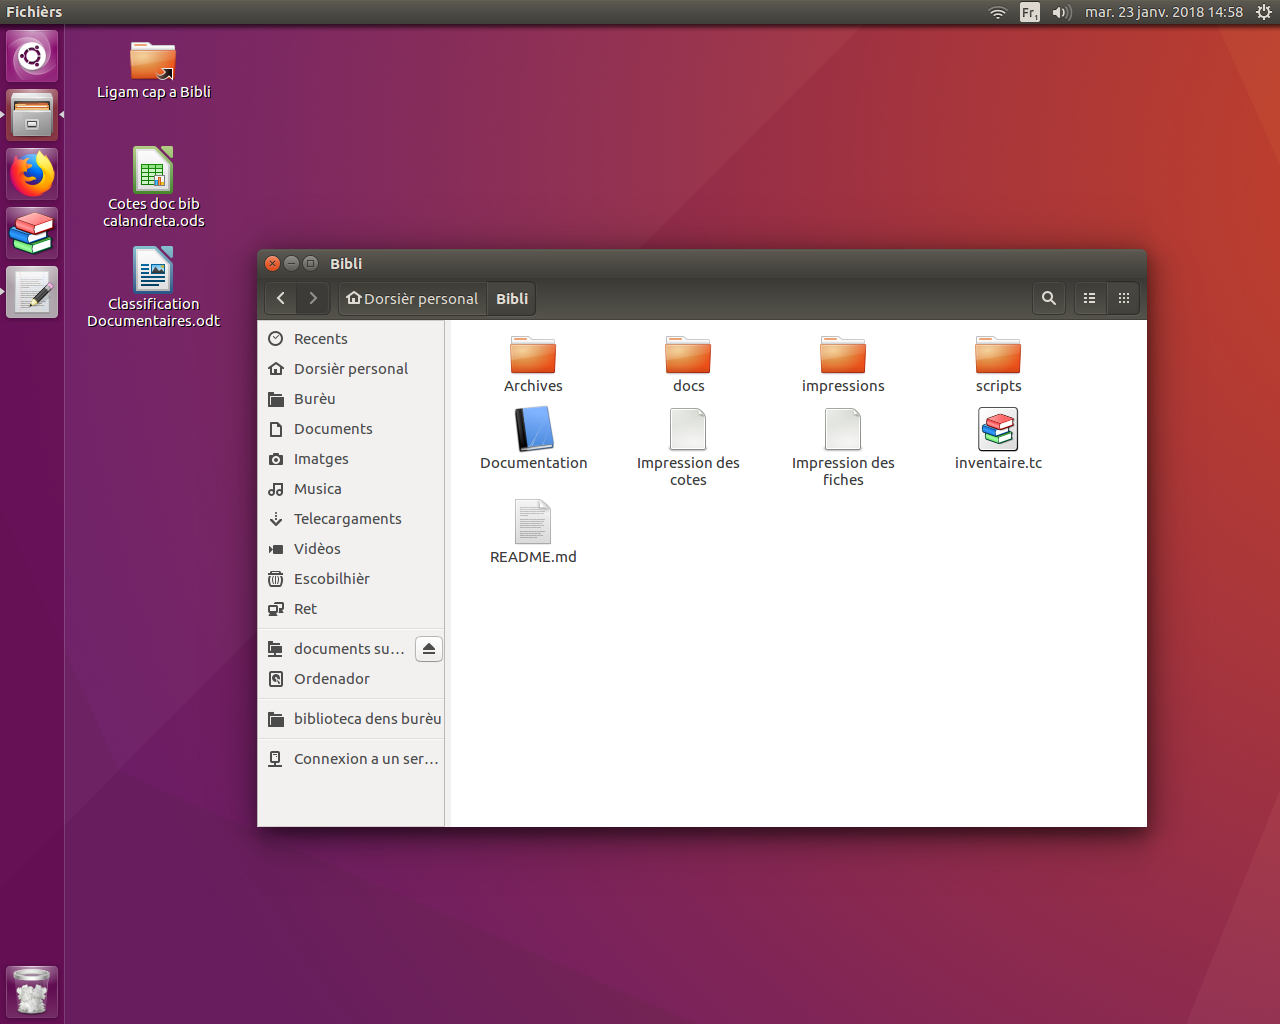 Fichièrs
Fr₁
mar. 23 janv. 2018 14:58
Ligam cap a Bibli
Cotes doc bib
calandreta.ods
Classification
Documentaires.odt
Bibli
Dorsièr personal
Bibli
Recents
Dorsièr personal
Burèu
Documents
Imatges
Musica
Telecargaments
Vidèos
Escobilhièr
Ret
documents su…
Ordenador
biblioteca dens burèu
Connexion a un ser…
Archives
docs
impressions
scripts
Documentation
Impression des
cotes
Impression des
fiches
inventaire.tc
README.md